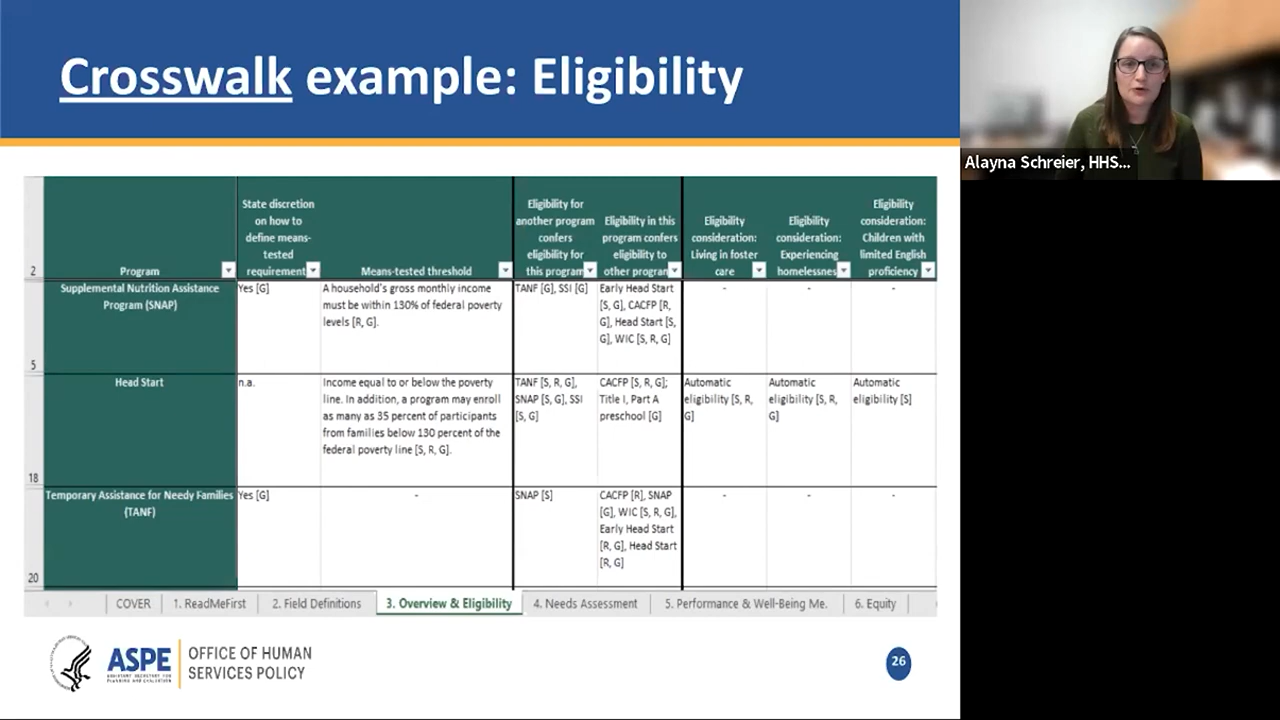 Crosswalk example: Eligibility
Alayna Schreier, HHS...
2
Program
State discretion
on how to
define means-
tested
requirement
Means-tested threshold
Eligibility for
another program
confers
eligibility for
this program
Eligibility in this
program confers
eligibility to
other program
Eligibility
consideration:
Living in foster
care
Eligibility
consideration:
Experiencing
homelessnes
Eligibility
consideration:
Children with
limited English
proficiency
5
Supplemental Nutrition Assistance
Program (SNAP)
Yes [G]
A household's gross monthly income
must be within 130% of federal poverty
levels [R, G].
TANF [G], SSI [G]
Early Head Start
[S, G], CACFP [R,
G], Head Start [S,
G], WIC [S, R, G]
-
-
-
18
Head Start
n.a.
Income equal to or below the poverty
line. In addition, a program may enroll
as many as 35 percent of participants
from families below 130 percent of the
federal poverty line [S, R, G].
TANF [S, R, G],
SNAP [S, G], SSI
[S, G]
CACFP [S, R, G];
Title I, Part A
preschool [G]
Automatic
eligibility [S, R,
G]
Automatic
eligibility [S, R,
G]
Automatic
eligibility [S]
20
Temporary Assistance for Needy Families
(TANF)
Yes [G]
-
SNAP [S]
CACFP [R], SNAP
[G], WIC [S, R, G],
Early Head Start
[R, G], Head Start
[R, G]
-
-
-
COVER
1. ReadMeFirst
2. Field Definitions
3. Overview & Eligibility
4. Needs Assessment
5. Performance & Well-Being Me.
6. Equity
ASPE
ASSISTANT SECRETARY FOR
PLANNING AND EVALUATION
OFFICE OF HUMAN
SERVICES POLICY
26